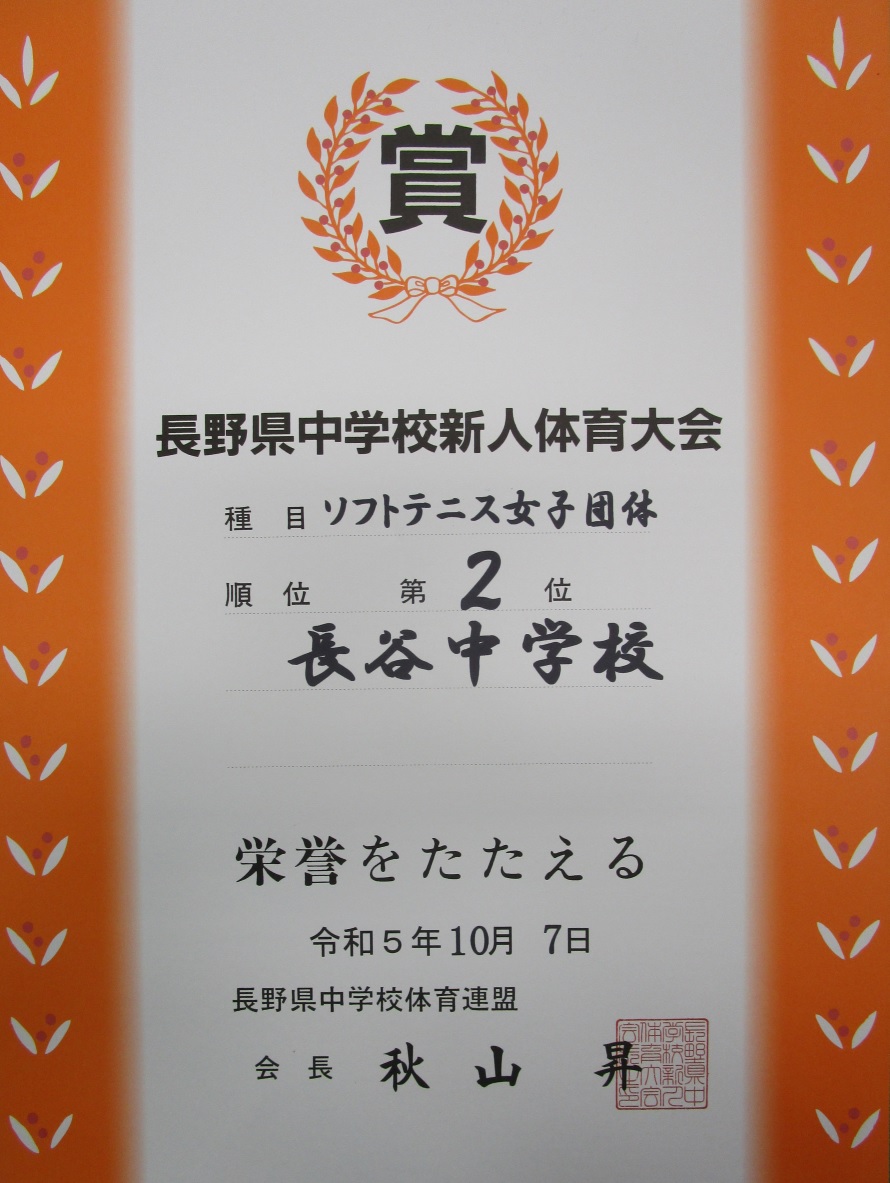 賞
長野県中学校新人体育大会
種 目 ソフトテニス女子団体
順 位 第 2 位
長谷中学校
栄誉をたたえる
令和5年10月 7日
長野県中学校体育連盟
会 長 秋 山 昇